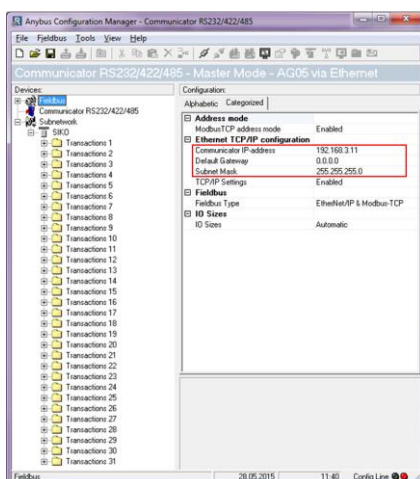 Anybus Configuration Manager - Communicator RS232/422/485
File Fieldbus Tools View Help
Communicator RS232/422/485 - Master Mode - AG05 via Ethernet
Devices:
Fieldbus
Communicator RS232/422/485
Subnetwork
SIKO
Transactions 1
Transactions 2
Transactions 3
Transactions 4
Transactions 5
Transactions 6
Transactions 7
Transactions 8
Transactions 9
Transactions 10
Transactions 11
Transactions 12
Transactions 13
Transactions 14
Transactions 15
Transactions 16
Transactions 17
Transactions 18
Transactions 19
Transactions 20
Transactions 21
Transactions 22
Transactions 23
Transactions 24
Transactions 25
Transactions 26
Transactions 27
Transactions 28
Transactions 29
Transactions 30
Transactions 31
Configuration:
Alphabetic Categorized
Address mode
ModbusTCP address mode Enabled
Ethernet TCP/IP configuration
Communicator IP-address 192.168.3.11
Default Gateway 0.0.0.0
Subnet Mask 255.255.255.0
TCP/IP Settings Enabled
Fieldbus
Fieldbus Type EtherNet/IP & Modbus-TCP
IO Sizes
IO Sizes Automatic
Fieldbus 28.05.2015 11:40 Config Line